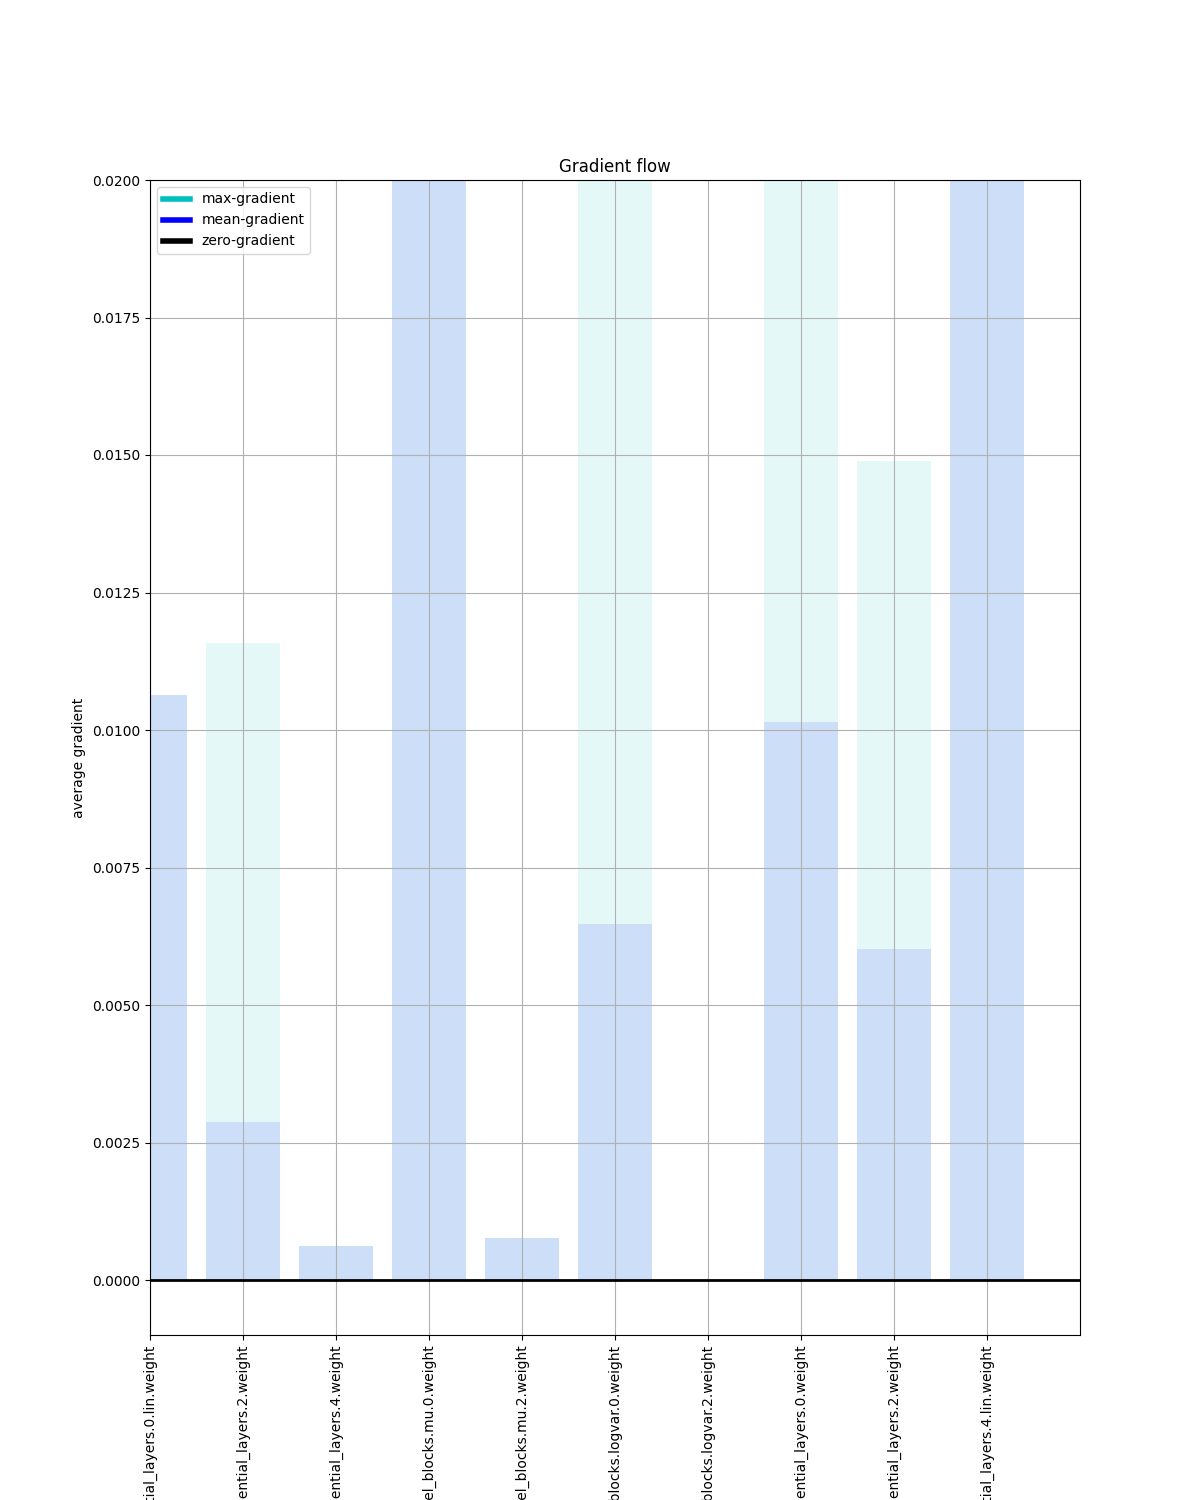 Gradient flow
max-gradient
mean-gradient
zero-gradient
0.0200
0.0175
0.0150
0.0125
0.0100
0.0075
0.0050
0.0025
0.0000
average gradient
tial_layers.0.lin.weight
ential_layers.2.weight
ential_layers.4.weight
el_blocks.mu.0.weight
el_blocks.mu.2.weight
blocks.logvar.0.weight
blocks.logvar.2.weight
ential_layers.0.weight
ential_layers.2.weight
tial_layers.4.lin.weight